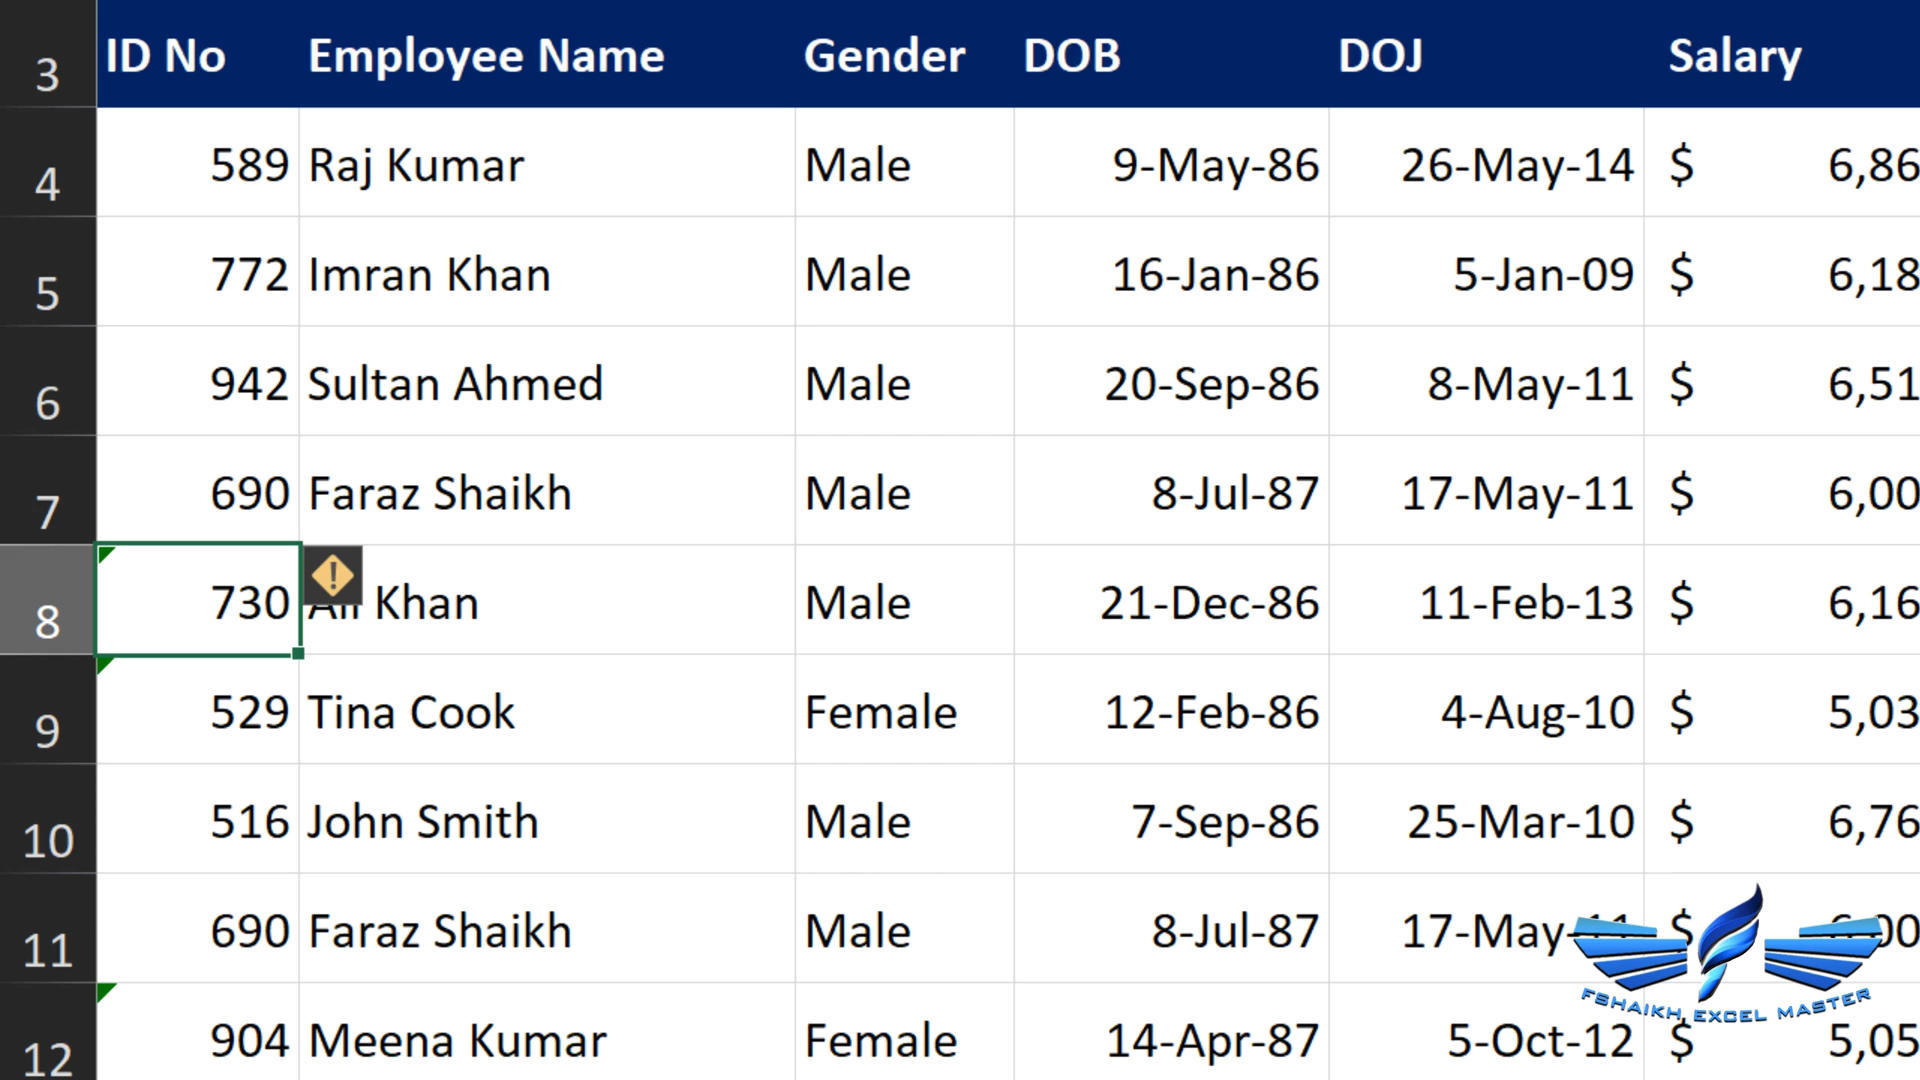 3 ID No Employee Name Gender DOB DOJ Salary
4 589 Raj Kumar Male 9-May-86 26-May-14 $ 6,86
5 772 Imran Khan Male 16-Jan-86 5-Jan-09 $ 6,18
6 942 Sultan Ahmed Male 20-Sep-86 8-May-11 $ 6,51
7 690 Faraz Shaikh Male 8-Jul-87 17-May-11 $ 6,00
8 730 Ali Khan Male 21-Dec-86 11-Feb-13 $ 6,16
9 529 Tina Cook Female 12-Feb-86 4-Aug-10 $ 5,03
10 516 John Smith Male 7-Sep-86 25-Mar-10 $ 6,76
11 690 Faraz Shaikh Male 8-Jul-87 17-May-11 $ 6,00
12 904 Meena Kumar Female 14-Apr-87 5-Oct-12 $ 5,05
FSHAIKH EXCEL MASTER